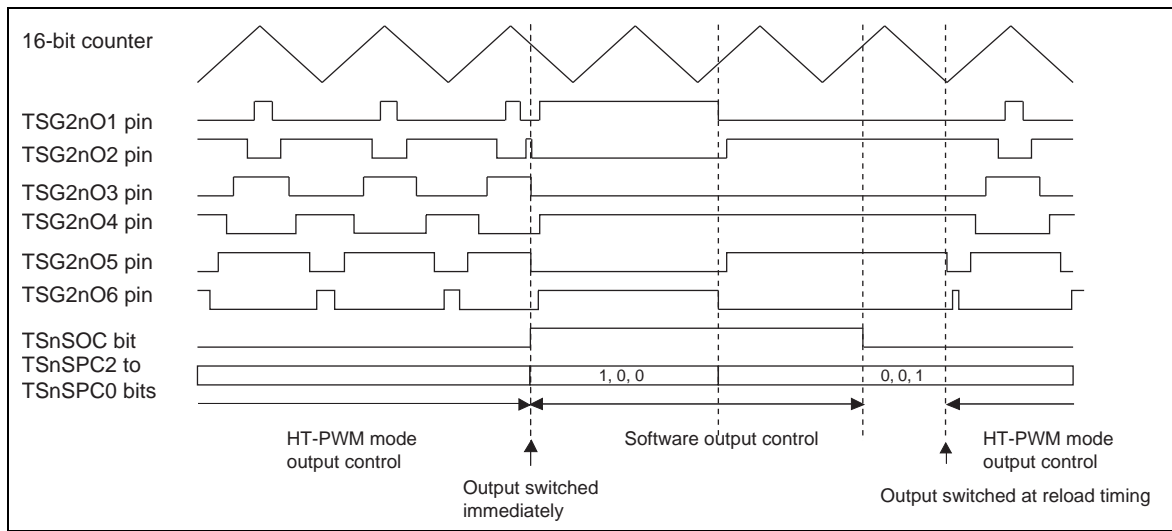 16-bit counter
TSG2nO1 pin
TSG2nO2 pin
TSG2nO3 pin
TSG2nO4 pin
TSG2nO5 pin
TSG2nO6 pin
TSnSOC bit
TSnSPC2 to
TSnSPC0 bits
1, 0, 0
0, 0, 1
HT-PWM mode
output control
Software output control
HT-PWM mode
output control
Output switched
immediately
Output switched at reload timing